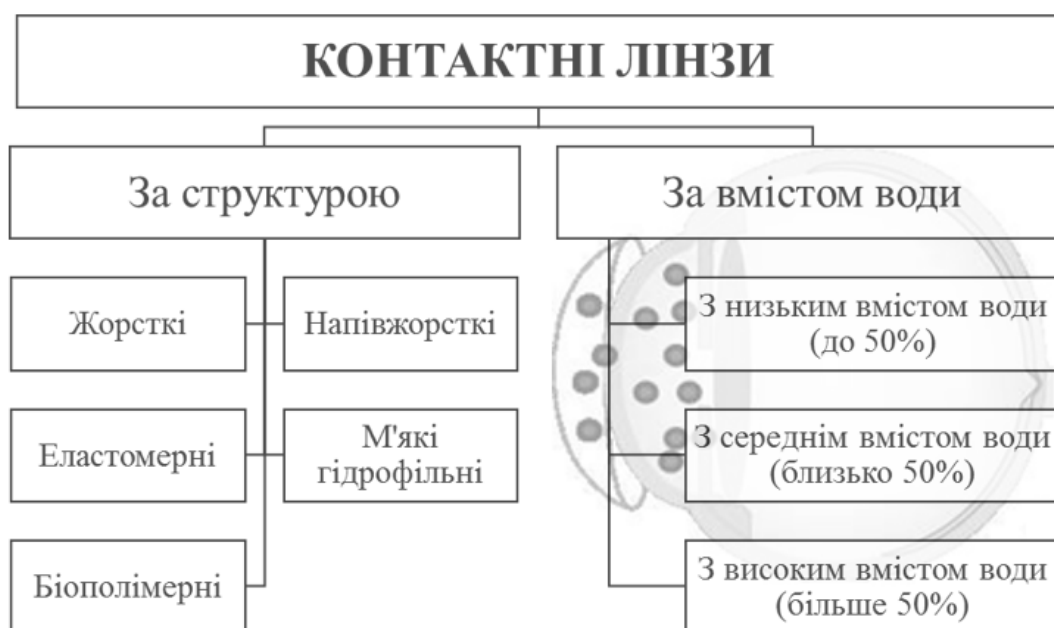 КОНТАКТНІ ЛІНЗИ
За структурою
За вмістом води
Жорсткі
Напівжорсткі
Еластомерні
М'які
гідрофільні
Біополімерні
З низьким вмістом води
(до 50%)
З середнім вмістом води
(близько 50%)
З високим вмістом води
(більше 50%)